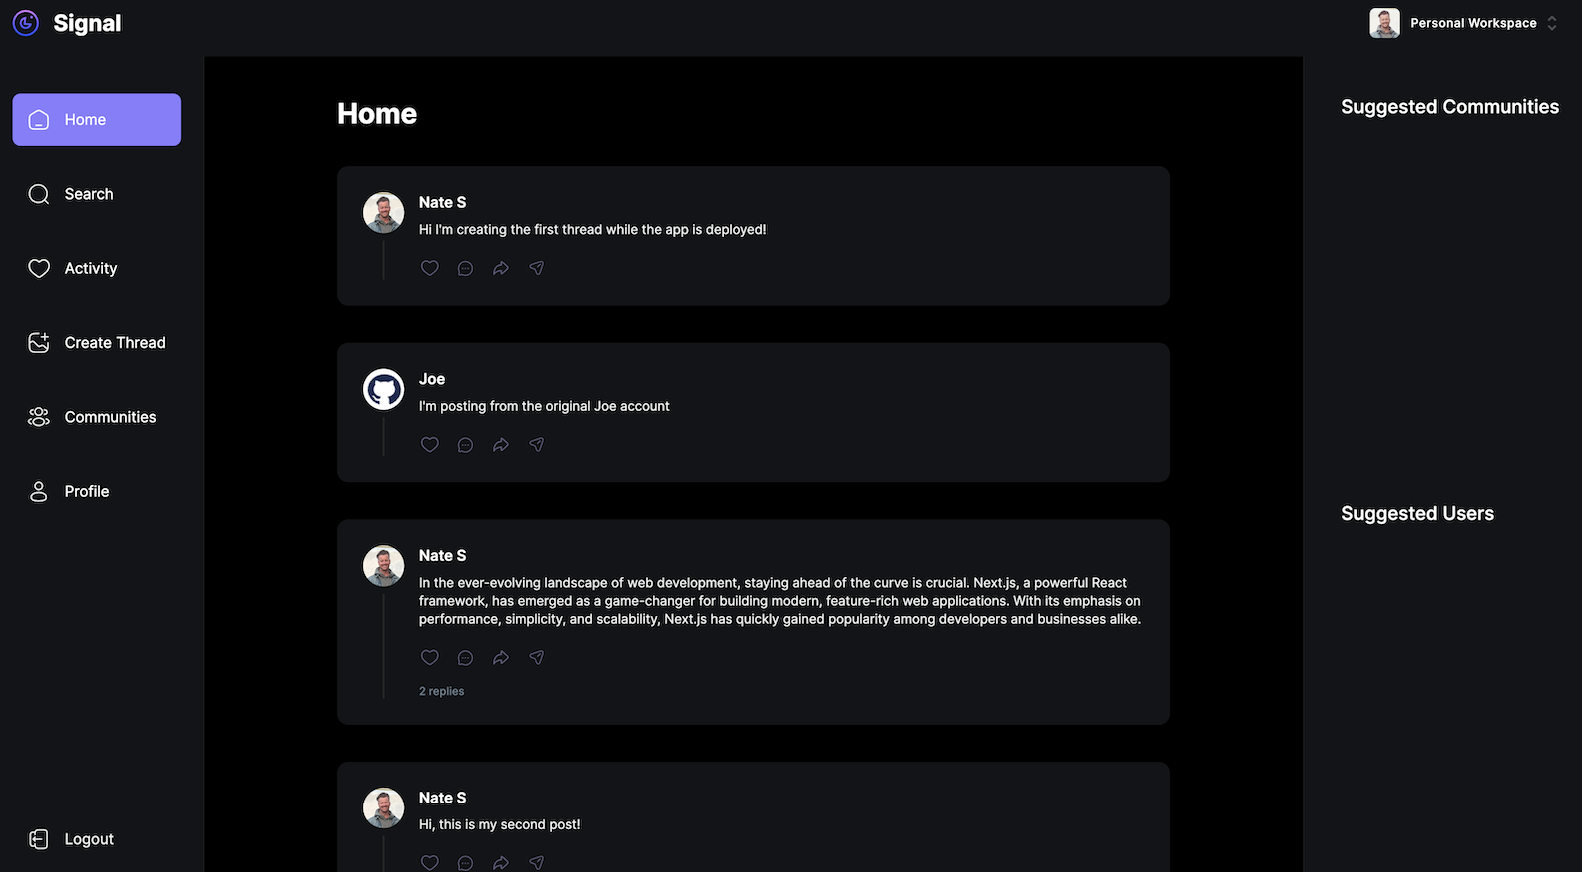 Signal
Personal Workspace
Home
Search
Activity
Create Thread
Communities
Profile
Logout
Home
Nate S
Hi I'm creating the first thread while the app is deployed!
Joe
I'm posting from the original Joe account
Nate S
In the ever-evolving landscape of web development, staying ahead of the curve is crucial. Next.js, a powerful React
framework, has emerged as a game-changer for building modern, feature-rich web applications. With its emphasis on
performance, simplicity, and scalability, Next.js has quickly gained popularity among developers and businesses alike.
2 replies
Nate S
Hi, this is my second post!
Suggested Communities
Suggested Users